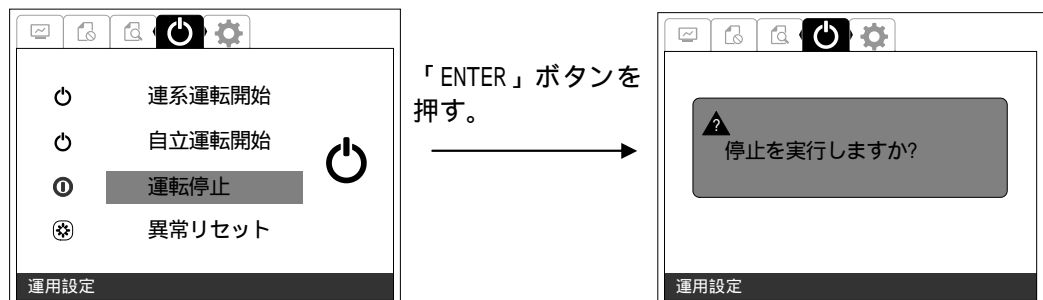 連系運転開始
自立運転開始
運転停止
異常リセット
運用設定
「ENTER」ボタンを
押す。
?
停止を実行しますか?
運用設定